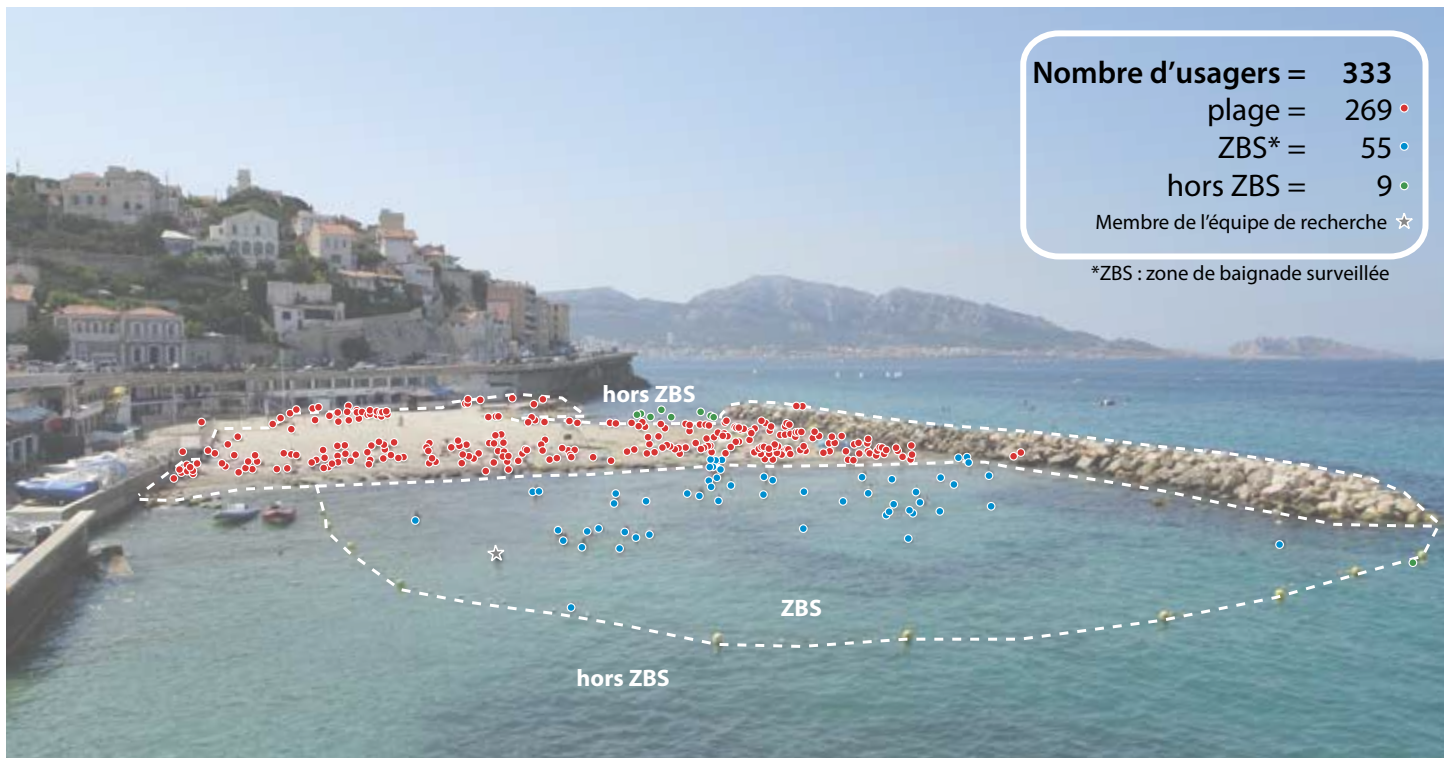 Nombre d’usagers = 333
plage = 269
ZBS* = 55
hors ZBS = 9
Membre de l’équipe de recherche
*ZBS : zone de baignade surveillée
hors ZBS
ZBS
hors ZBS